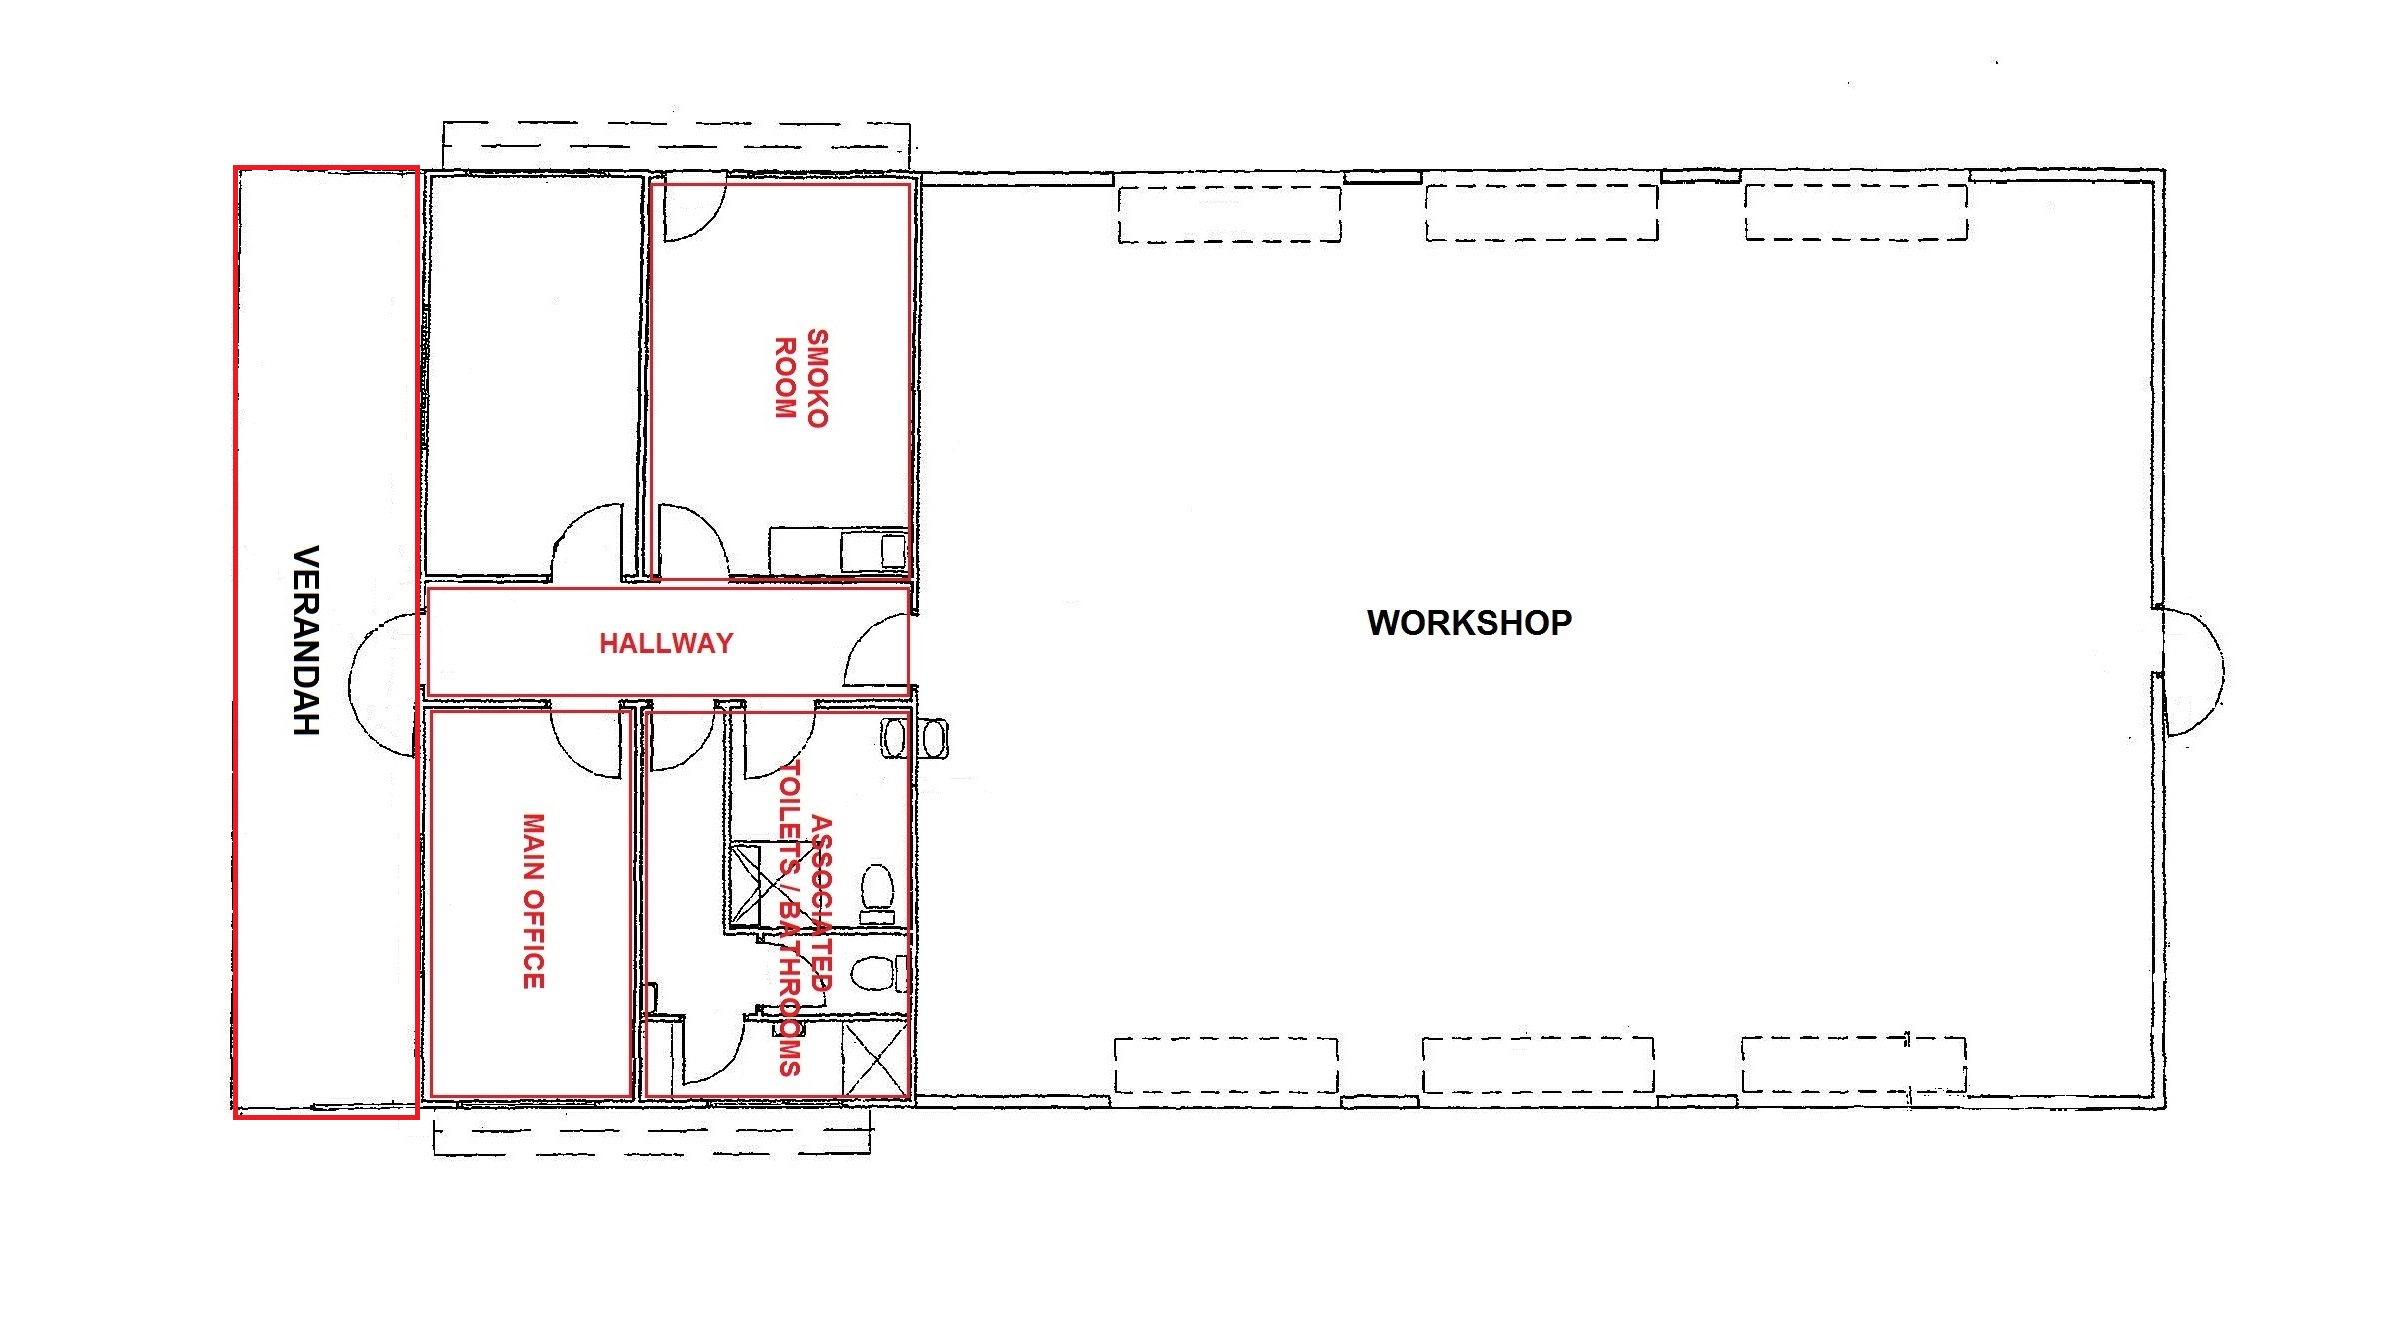 SMOKO
ROOM
VERANDAH
HALLWAY
WORKSHOP
MAIN OFFICE
ASSOCIATED
TOILETS / BATHROOMS